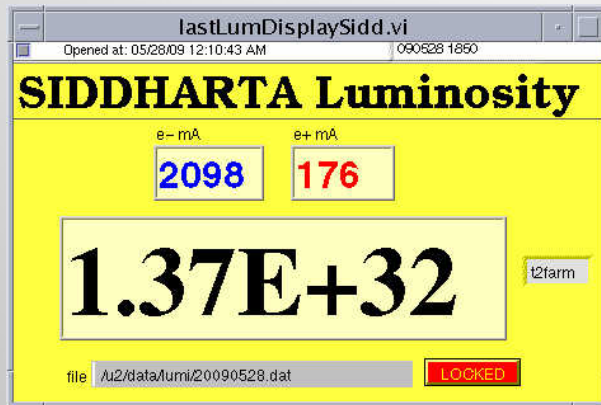 lastLumDisplaySidd.vi
Opened at: 05/28/09 12:10:43 AM 090528 1850
SIDDHARTA Luminosity
e- mA e+ mA
2098 176
1.37E+32
t2farm
file /u2/data/lumi/20090528.dat LOCKED